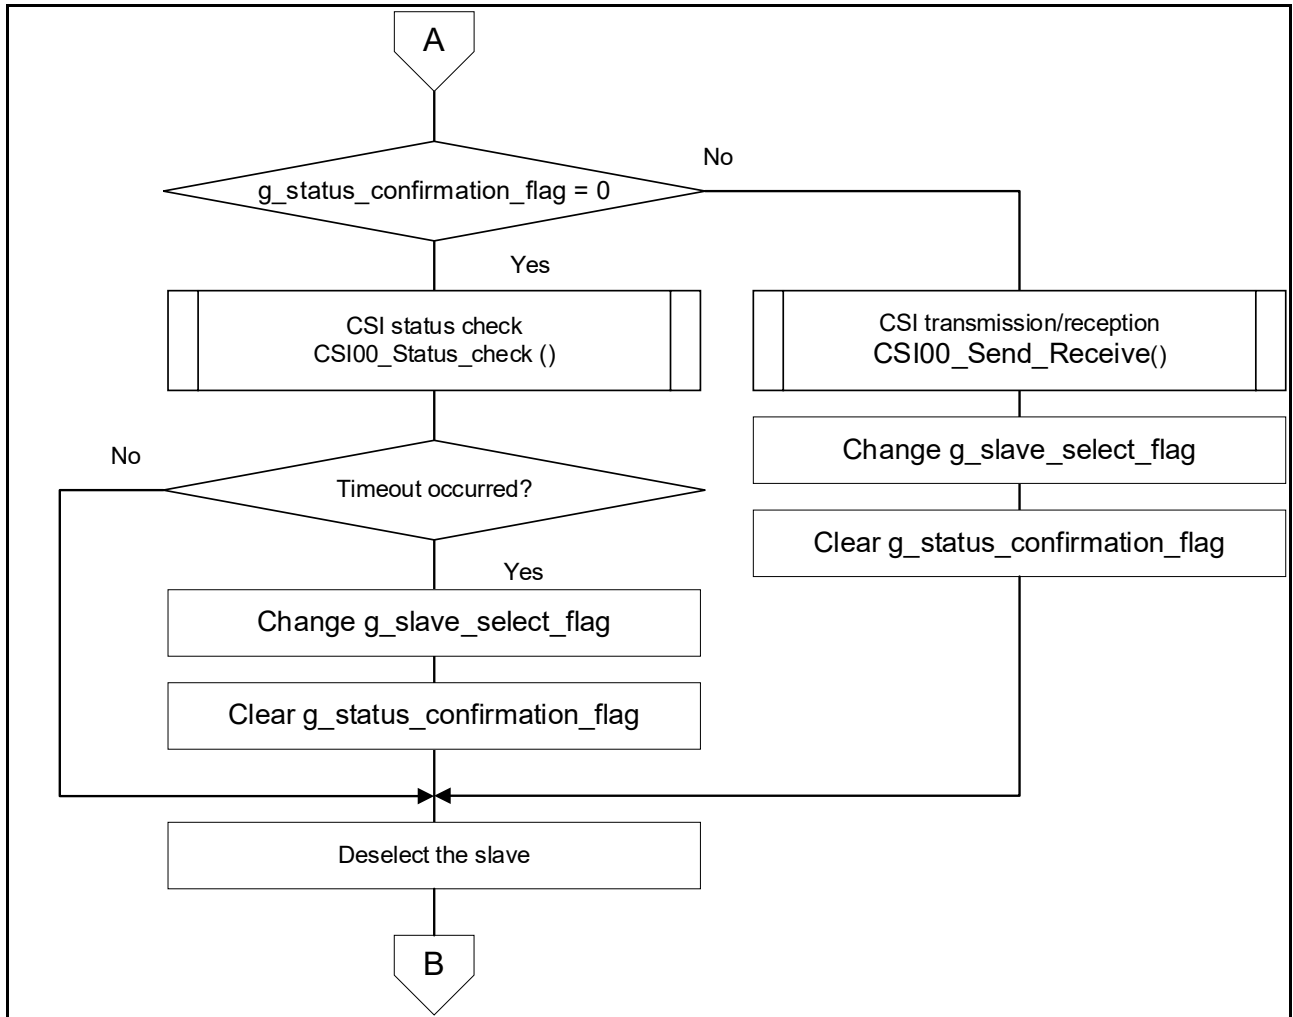 A
No
g_status_confirmation_flag = 0
Yes
CSI status check
CSI00_Status_check ()
CSI transmission/reception
CSI00_Send_Receive()
Change g_slave_select_flag
No
Timeout occurred?
Clear g_status_confirmation_flag
Yes
Change g_slave_select_flag
Clear g_status_confirmation_flag
Deselect the slave
B